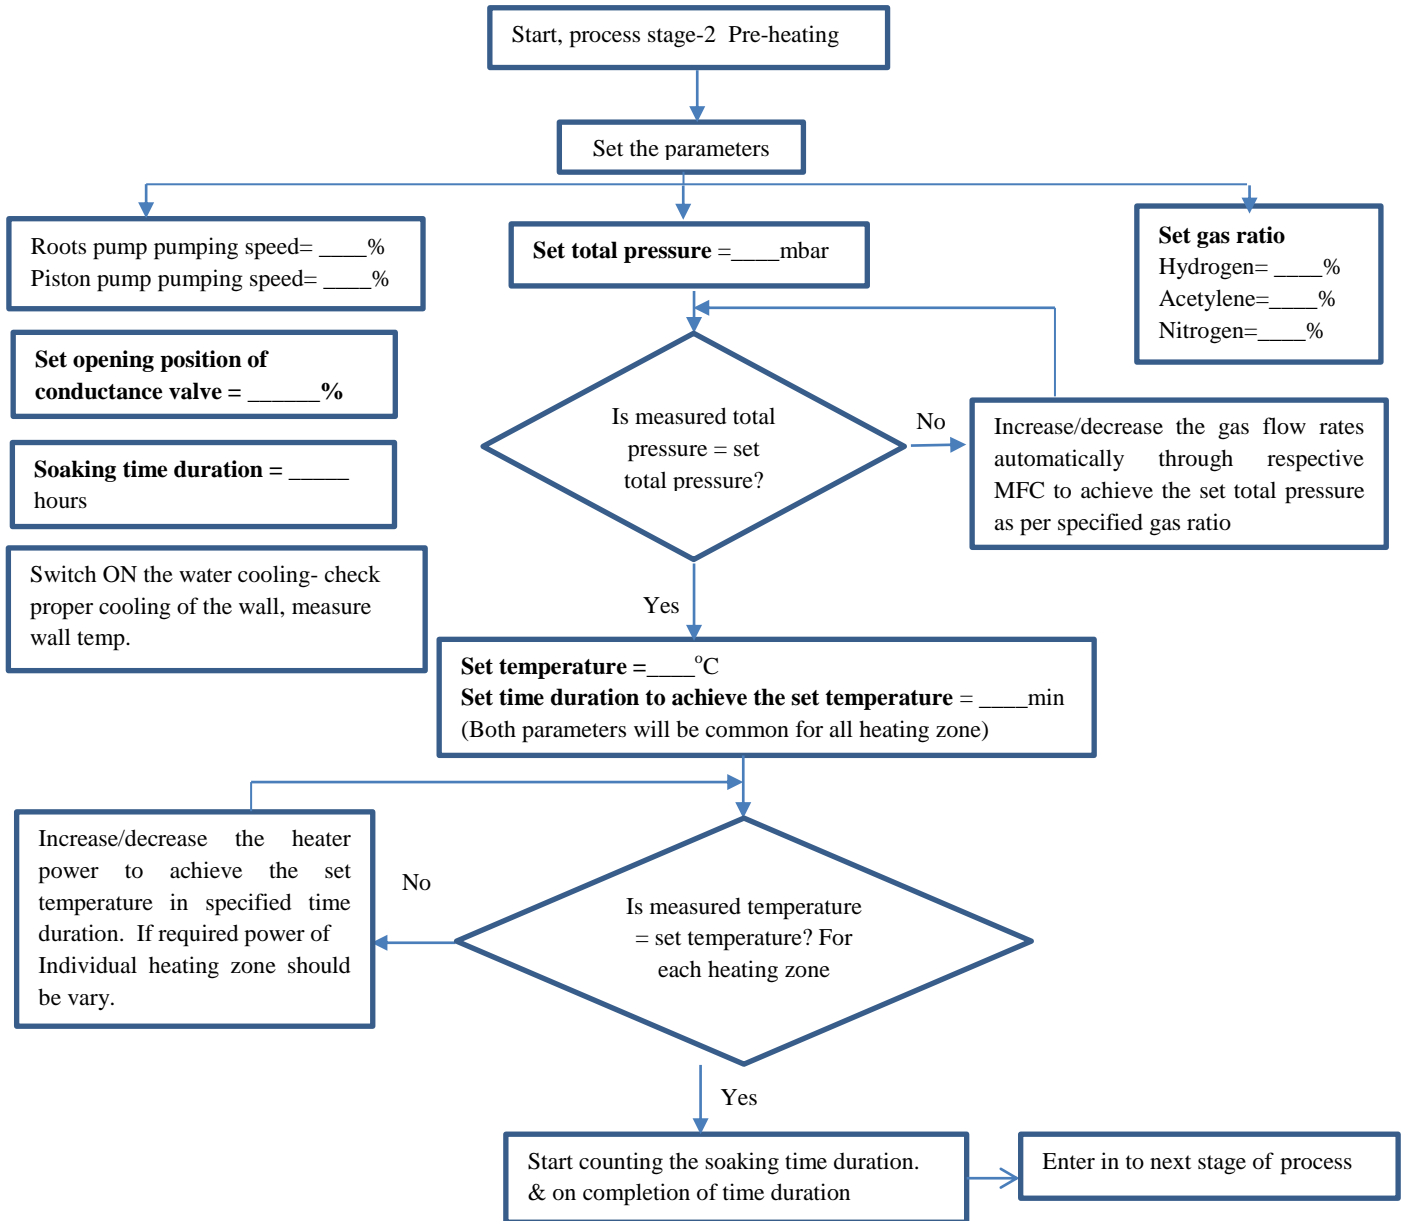 Start, process stage-2 Pre-heating
Set the parameters
Roots pump pumping speed= ____%
Piston pump pumping speed= ____%
Set total pressure =____mbar
Set gas ratio
Hydrogen= ____%
Acetylene=____%
Nitrogen=____%
Set opening position of
conductance valve = ______%
Soaking time duration = _____
hours
Switch ON the water cooling- check
proper cooling of the wall, measure
wall temp.
Is measured total
pressure = set
total pressure?
No
Increase/decrease the gas flow rates
automatically through respective
MFC to achieve the set total pressure
as per specified gas ratio
Yes
Set temperature =____°C
Set time duration to achieve the set temperature = ____min
(Both parameters will be common for all heating zone)
Increase/decrease the heater
power to achieve the set
temperature in specified time
duration. If required power of
Individual heating zone should
be vary.
No
Is measured temperature
= set temperature? For
each heating zone
Yes
Start counting the soaking time duration.
& on completion of time duration
Enter in to next stage of process